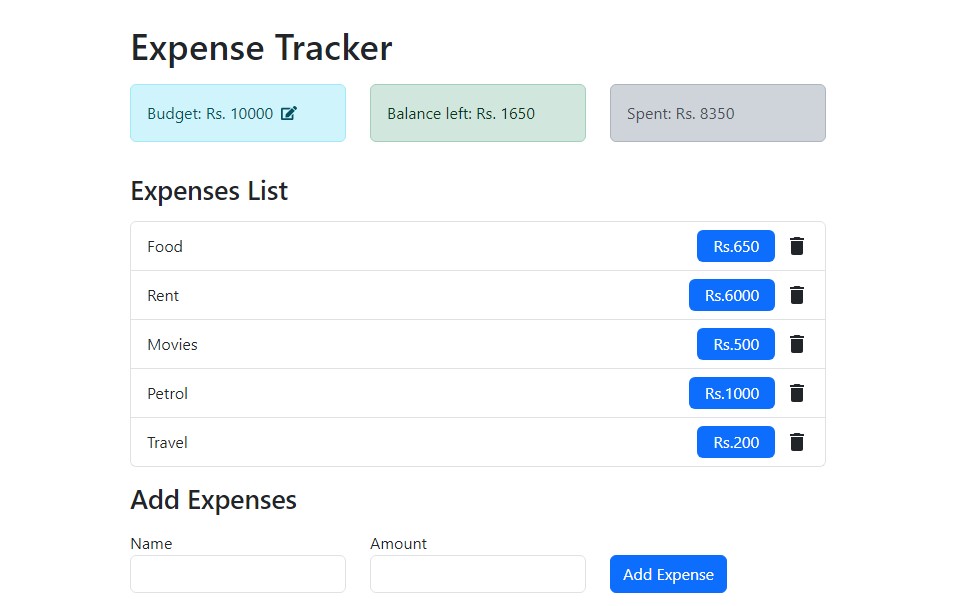 Expense Tracker
Budget: Rs. 10000
Balance left: Rs. 1650
Spent: Rs. 8350
Expenses List
Food Rs.650
Rent Rs.6000
Movies Rs.500
Petrol Rs.1000
Travel Rs.200
Add Expenses
Name
Amount
Add Expense